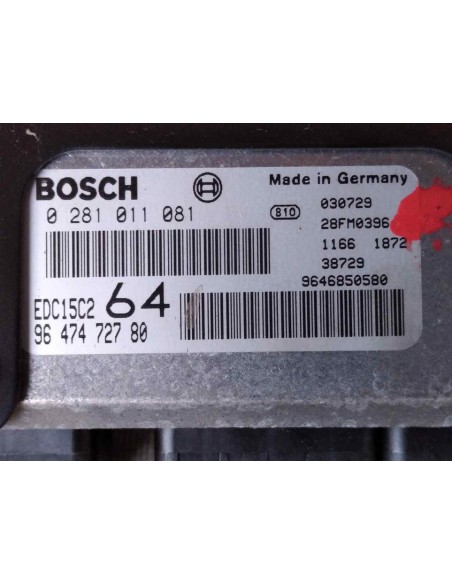 BOSCH
Made in Germany
0 281 011 081
810
030729
28FM0396
1166 1872
38729
9646850580
EDC15C2 64
96 474 727 80